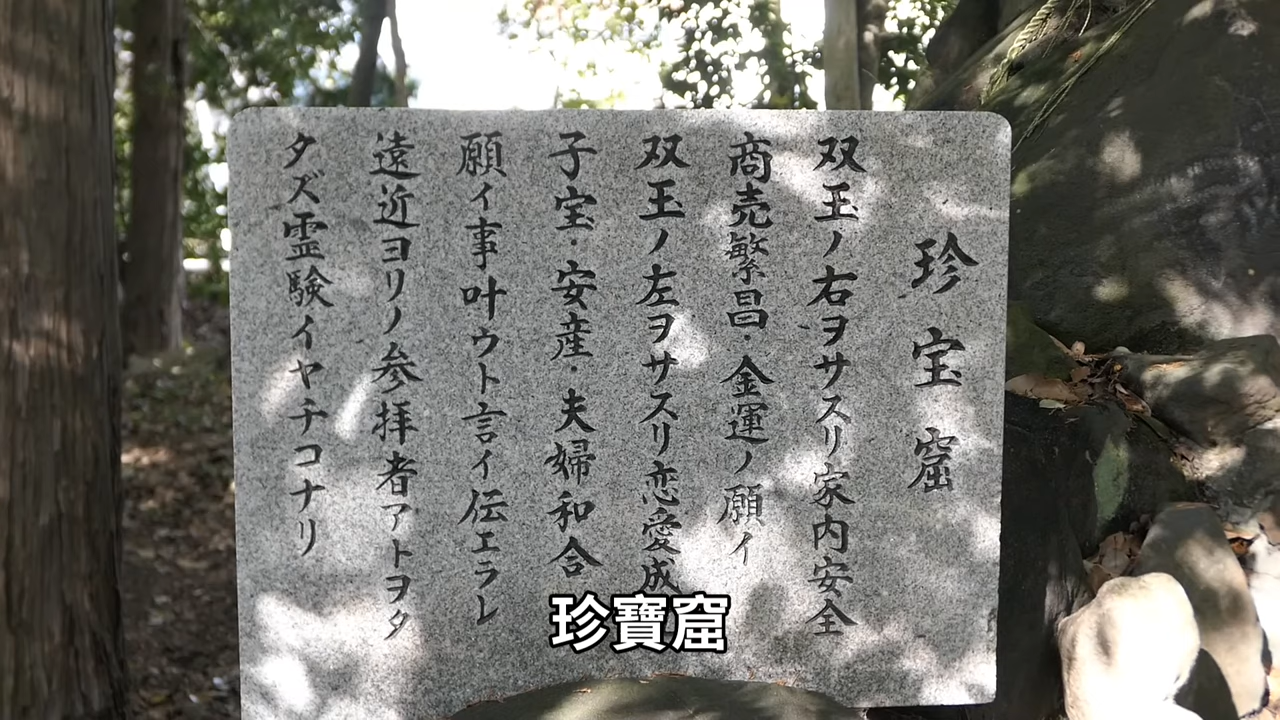 珍宝窟
双玉ノ右ヲサスリ家内安全
商売繁昌・金運ノ願イ
双玉ノ左ヲサスリ恋愛成
子宝・安産・夫婦和合
願イ事叶ウト言イ伝エラレ
遠近ヨリノ参拝者アトヲタ
タズ霊験イヤチコナリ
珍寶窟